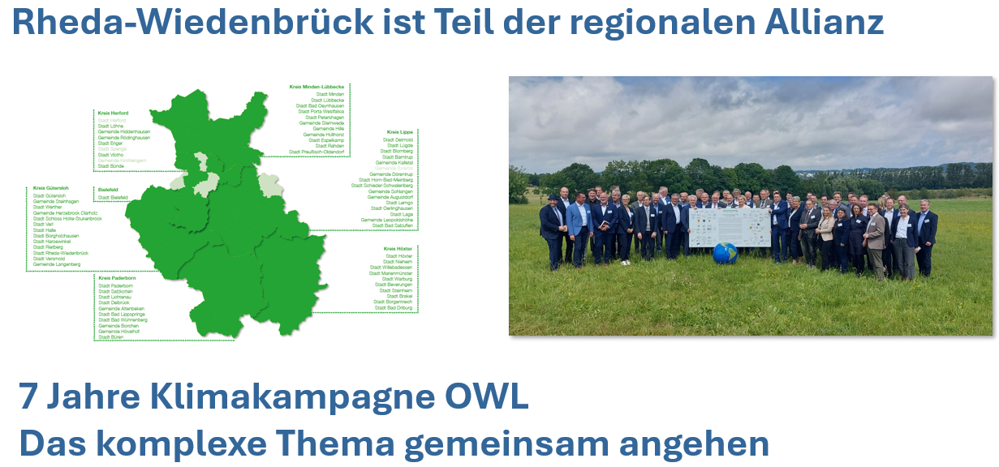 Rheda-Wiedenbrück ist Teil der regionalen Allianz
Kreis Minden-Lübbecke
Stadt Minden
Stadt Lübbecke
Stadt Bad Oeynhausen
Stadt Porta Westfalica
Stadt Petershagen
Gemeinde Stemwede
Gemeinde Hille
Gemeinde Hüllhorst
Stadt Espelkamp
Stadt Rahden
Stadt Preußisch-Oldendorf
Kreis Herford
Stadt Herford
Stadt Löhne
Gemeinde Hiddenhausen
Gemeinde Rödinghausen
Stadt Enger
Stadt Spenge
Stadt Vlotho
Gemeinde Kirchlengern
Stadt Bünde
Kreis Lippe
Stadt Detmold
Stadt Lügde
Stadt Blomberg
Stadt Barntrup
Gemeinde Kalletal
Gemeinde Extertal
Gemeinde Dörentrup
Stadt Horn-Bad-Meinberg
Stadt Schieder-Schwalenberg
Gemeinde Schlangen
Gemeinde Augustdorf
Stadt Lemgo
Stadt Oerlinghausen
Stadt Lage
Gemeinde Leopoldshöhe
Stadt Bad Salzuflen
Kreis Gütersloh
Stadt Gütersloh
Gemeinde Steinhagen
Stadt Werther
Gemeinde Herzebrock Clarholz
Stadt Schloss Holte-Stukenbrock
Stadt Verl
Stadt Halle
Stadt Borgholzhausen
Stadt Harsewinkel
Stadt Rietberg
Stadt Rheda-Wiedenbrück
Stadt Versmold
Gemeinde Langenberg
Bielefeld
Stadt Bielefeld
Kreis Höxter
Stadt Höxter
Stadt Nieheim
Stadt Willebadessen
Stadt Marienmünster
Stadt Warburg
Stadt Beverungen
Stadt Steinheim
Stadt Brakel
Stadt Borgentreich
Stadt Bad Driburg
Kreis Paderborn
Stadt Paderborn
Stadt Salzkotten
Stadt Lichtenau
Stadt Delbrück
Gemeinde Altenbeken
Stadt Bad Lippspringe
Stadt Bad Wünnenberg
Gemeinde Borchen
Gemeinde Hövelhof
Stadt Büren
7 Jahre Klimakampagne OWL
Das komplexe Thema gemeinsam angehen